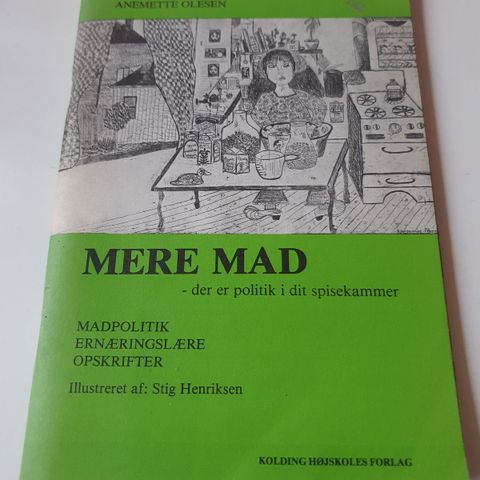 ANEMETTE OLESEN
MERE MAD
- der er politik i dit spisekammer
MADPOLITIK
ERNÆRINGSLÆRE
OPSKRIFTER
Illustreret af: Stig Henriksen
KOLDING HØJSKOLES FORLAG